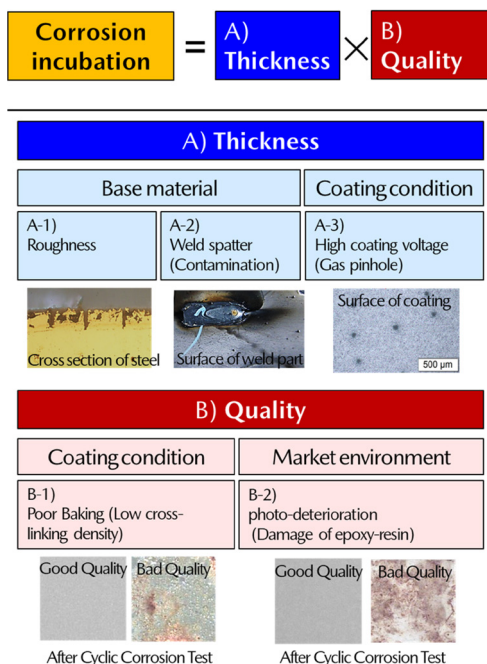 Corrosion
incubation
=
A)
Thickness
×
B)
Quality
A) Thickness
Base material
Coating condition
A-1)
Roughness
A-2)
Weld spatter
(Contamination)
A-3)
High coating voltage
(Gas pinhole)
Cross section of steel
Surface of weld part
Surface of coating
500 μm
B) Quality
Coating condition
Market environment
B-1)
Poor Baking (Low cross-
linking density)
B-2)
photo-deterioration
(Damage of epoxy-resin)
Good Quality
Bad Quality
Good Quality
Bad Quality
After Cyclic Corrosion Test
After Cyclic Corrosion Test